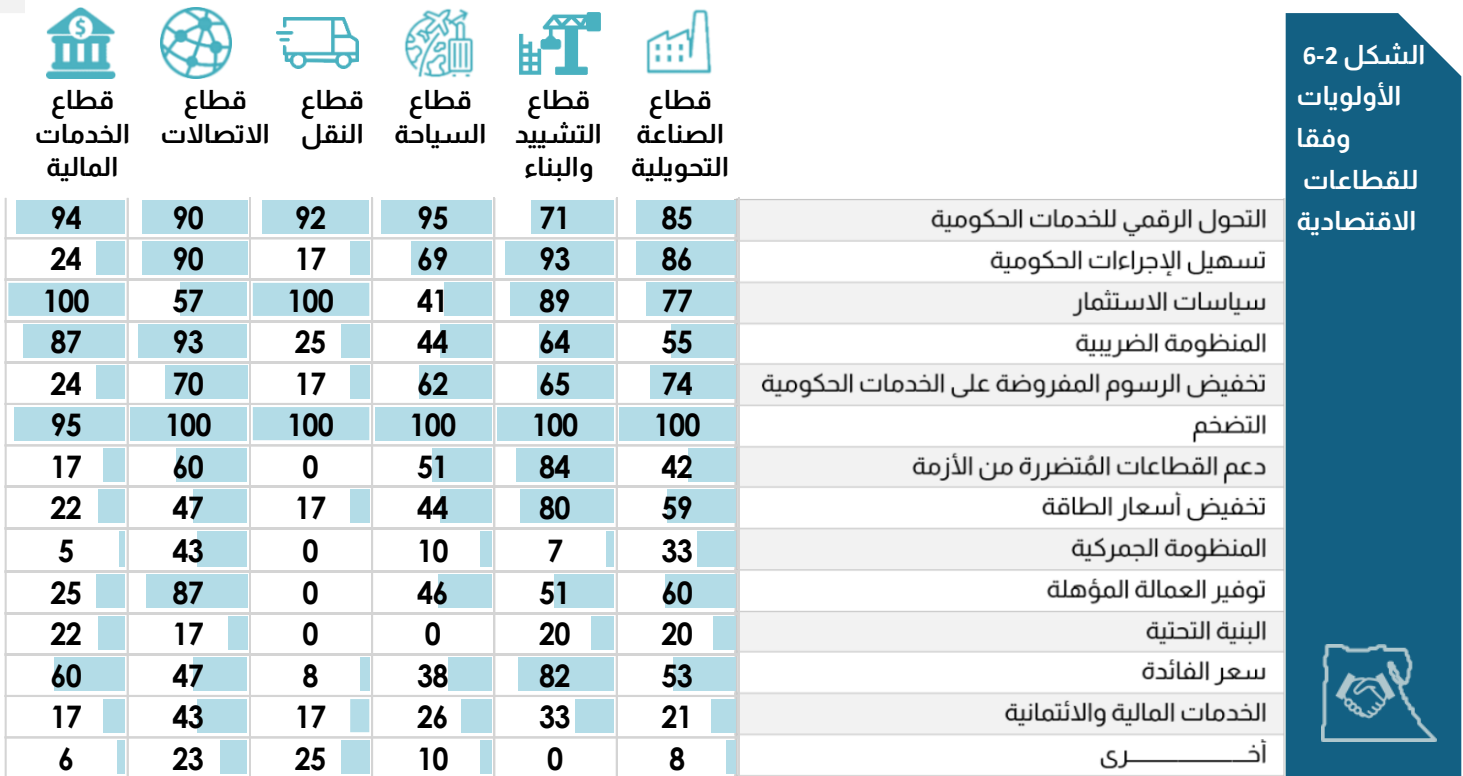 الشكل 2-6
الأولويات
وفقا
للقطاعات
الاقتصادية
قطاع الصناعة التحويلية
قطاع التشييد والبناء
قطاع السياحة
قطاع النقل
قطاع الاتصالات
قطاع الخدمات المالية
التحول الرقمي للخدمات الحكومية 85 71 95 92 90 94
تسهيل الإجراءات الحكومية 86 93 69 17 90 24
سياسات الاستثمار 77 89 41 100 57 100
المنظومة الضريبية 55 64 44 25 93 87
تخفيض الرسوم المفروضة على الخدمات الحكومية 74 65 62 17 70 24
التضخم 100 100 100 100 100 95
دعم القطاعات المُتضررة من الأزمة 42 84 51 0 60 17
تخفيض أسعار الطاقة 59 80 44 17 47 22
المنظومة الجمركية 33 7 10 0 43 5
توفير العمالة المؤهلة 60 51 46 0 87 25
البنية التحتية 20 20 0 0 17 22
سعر الفائدة 53 82 38 8 47 60
الخدمات المالية والائتمانية 21 33 26 17 43 17
أخــــــــــــرى 8 0 10 25 23 6